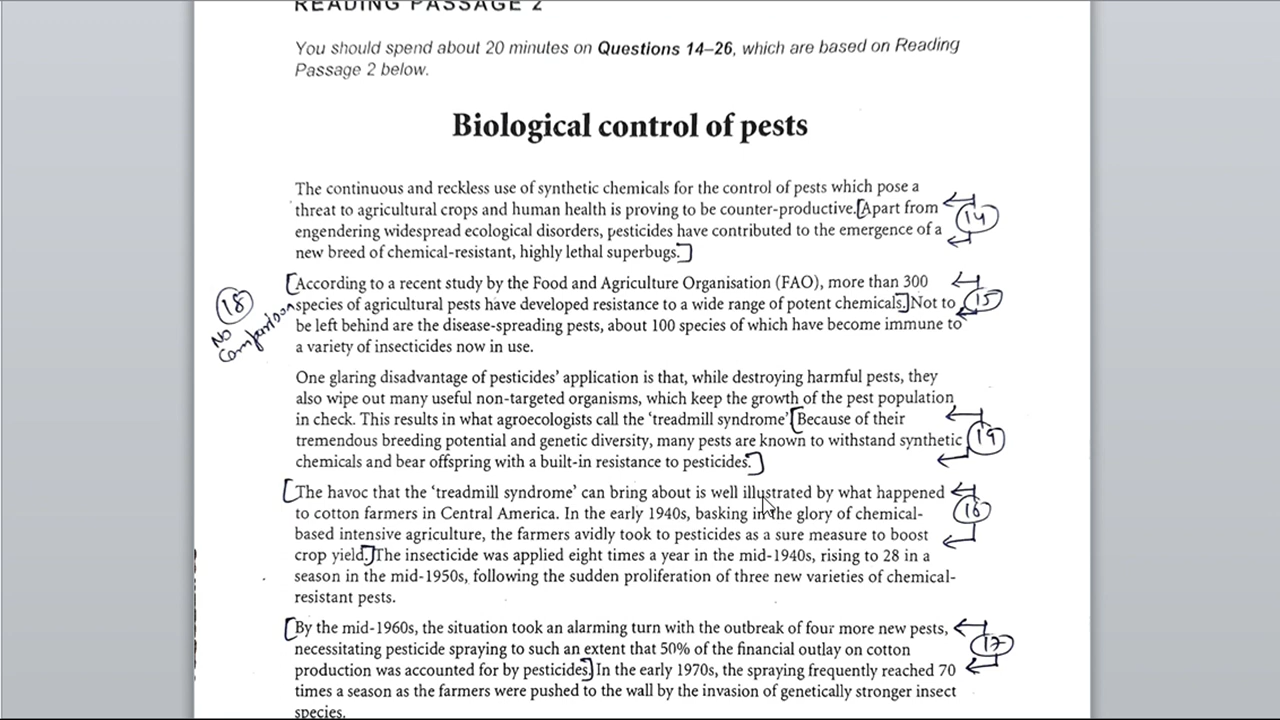 READING PASSAGE 2
You should spend about 20 minutes on Questions 14–26, which are based on Reading
Passage 2 below.
Biological control of pests
The continuous and reckless use of synthetic chemicals for the control of pests which pose a
threat to agricultural crops and human health is proving to be counter-productive. [Apart from
14
engendering widespread ecological disorders, pesticides have contributed to the emergence of a
new breed of chemical-resistant, highly lethal superbugs.]
[According to a recent study by the Food and Agriculture Organisation (FAO), more than 300
18
species of agricultural pests have developed resistance to a wide range of potent chemicals.] Not to
15
No
Comparison
be left behind are the disease-spreading pests, about 100 species of which have become immune to
a variety of insecticides now in use.
One glaring disadvantage of pesticides' application is that, while destroying harmful pests, they
also wipe out many useful non-targeted organisms, which keep the growth of the pest population
in check. This results in what agroecologists call the 'treadmill syndrome' [Because of their
tremendous breeding potential and genetic diversity, many pests are known to withstand synthetic
19
chemicals and bear offspring with a built-in resistance to pesticides.]
[The havoc that the 'treadmill syndrome' can bring about is well illustrated by what happened
to cotton farmers in Central America. In the early 1940s, basking in the glory of chemical-
16
based intensive agriculture, the farmers avidly took to pesticides as a sure measure to boost
crop yield.] The insecticide was applied eight times a year in the mid-1940s, rising to 28 in a
season in the mid-1950s, following the sudden proliferation of three new varieties of chemical-
resistant pests.
[By the mid-1960s, the situation took an alarming turn with the outbreak of four more new pests,
17
necessitating pesticide spraying to such an extent that 50% of the financial outlay on cotton
production was accounted for by pesticides.] In the early 1970s, the spraying frequently reached 70
times a season as the farmers were pushed to the wall by the invasion of genetically stronger insect
species.